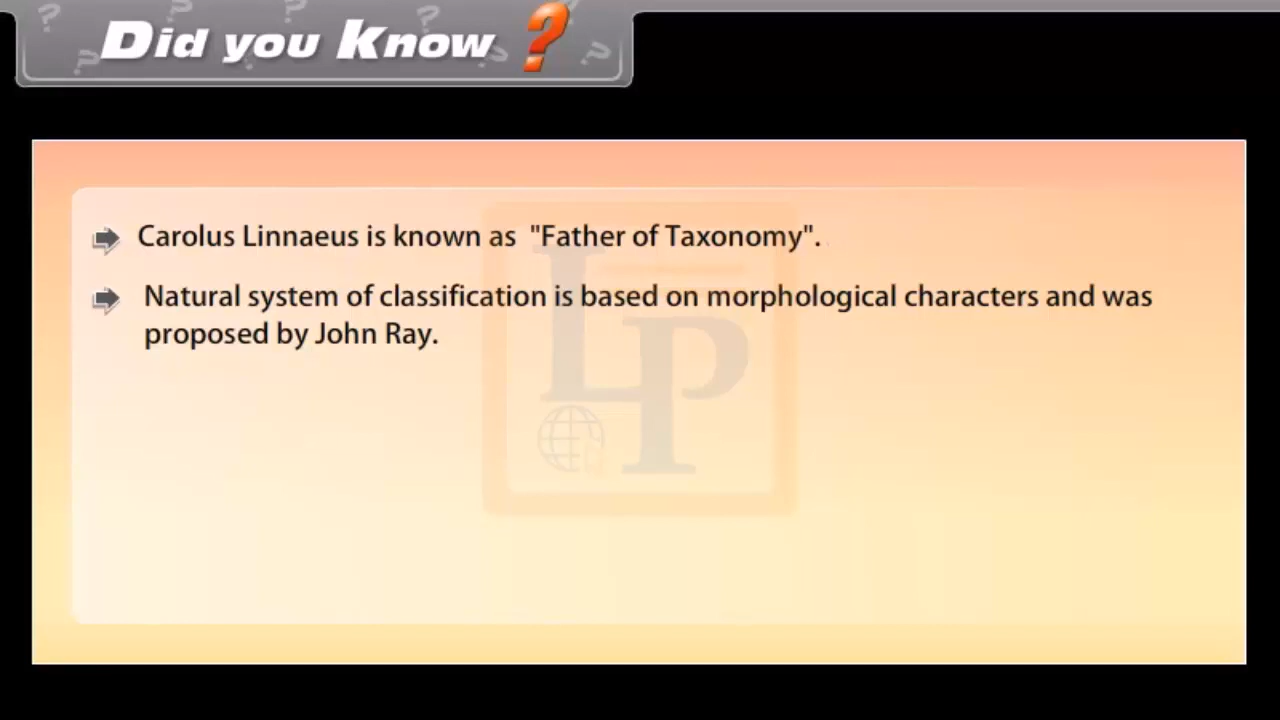 Did you Know ?
Carolus Linnaeus is known as "Father of Taxonomy".
Natural system of classification is based on morphological characters and was
proposed by John Ray.
LP